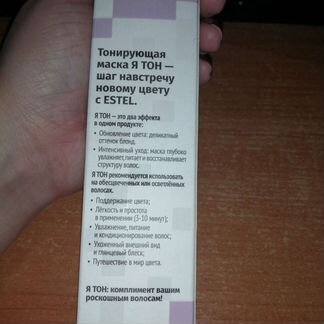 Тонирующая
маска Я ТОН —
шаг навстречу
новому цвету
с ESTEL.
Я ТОН — это два эффекта
в одном продукте:
• Обновление цвета: деликатный
оттенок блонд.
• Интенсивный уход: маска глубоко
увлажняет, питает и восстанавливает
структуру волос.
Я ТОН рекомендуется использовать
на обесцвеченных или осветлённых
волосах.
• Поддержание цвета;
• Лёгкость и простота
в применении (3-10 минут);
• Увлажнение, питание
и кондиционирование волос;
• Ухоженный внешний вид
и глянцевый блеск;
• Путешествие в мир цвета.
Я ТОН: комплимент вашим
роскошным волосам!